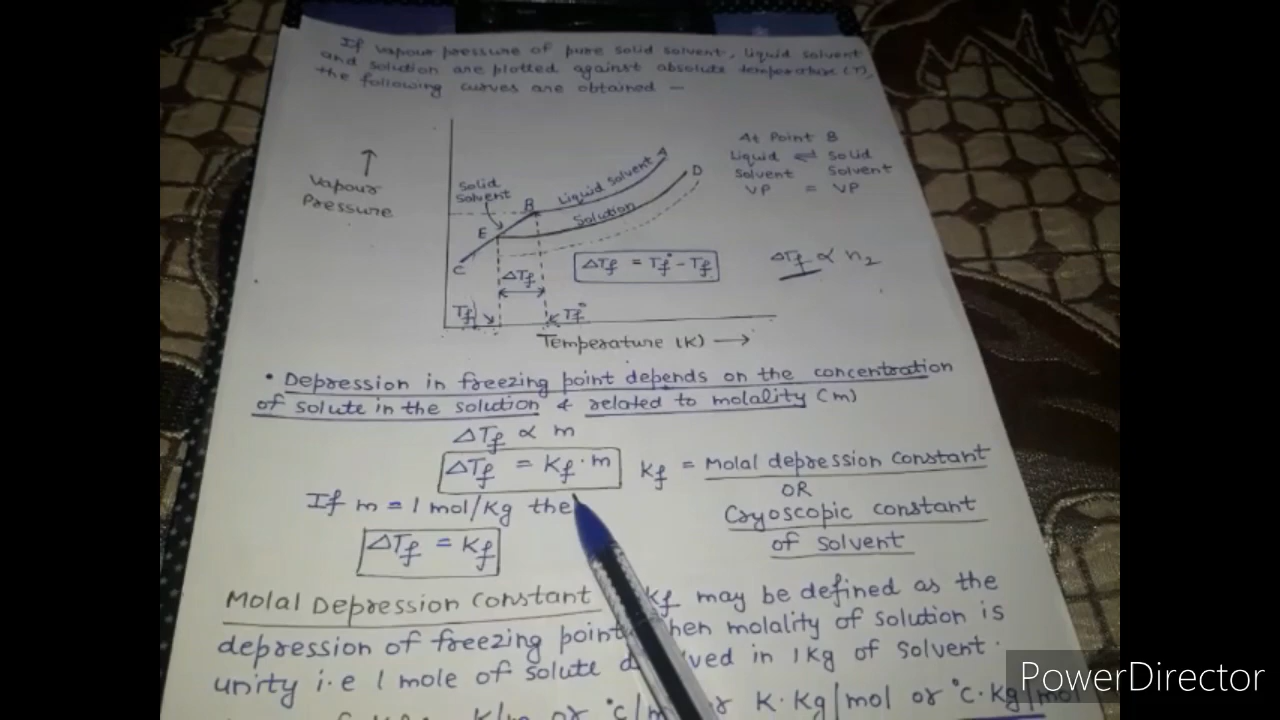 If vapour pressure of pure solid solvent, liquid solvent
and solution are plotted against absolute temperature (T),
the following curves are obtained —
Vapour
Pressure
Solid
Solvent
B
Liquid Solvent
A
D
Solution
E
C
ΔTf
ΔTf = Tf° - Tf
Tf
Tf°
Temperature (K) →
At Point B
Liquid ⇌ Solid
Solvent Solvent
VP = VP
ΔTf ∝ n2
• Depression in freezing point depends on the concentration
of solute in the solution & related to molality (m)
ΔTf ∝ m
ΔTf = Kf · m
Kf = Molal depression constant
OR
Cryoscopic constant
of solvent
If m = 1 mol/Kg the
ΔTf = Kf
Molal Depression Constant Kf may be defined as the
depression of freezing point when molality of solution is
unity i.e 1 mole of solute d ved in 1 Kg of solvent.
K/m or °C/m or K·Kg/mol or °C·Kg/mol
PowerDirector